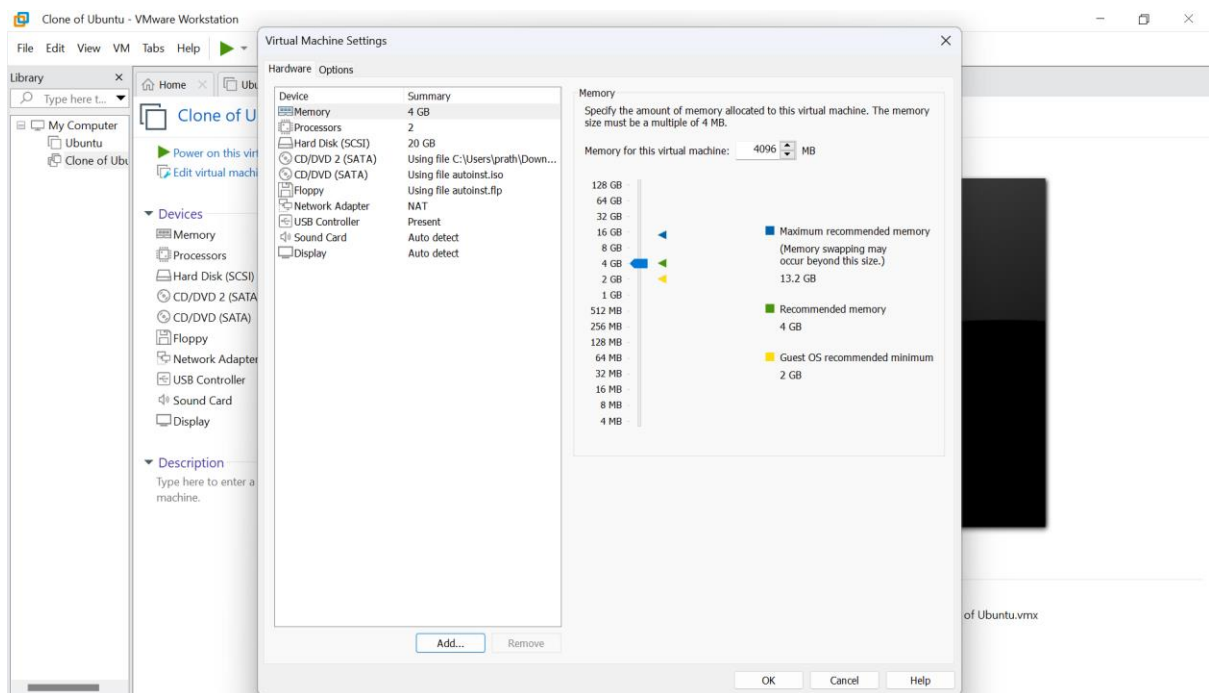 Clone of Ubuntu - VMware Workstation
File Edit View VM Tabs Help
Library
Type here t...
My Computer
Ubuntu
Clone of Ubu
Home
Ubu
Clone of U
Power on this virt
Edit virtual machi
Devices
Memory
Processors
Hard Disk (SCSI)
CD/DVD 2 (SATA
CD/DVD (SATA)
Floppy
Network Adapter
USB Controller
Sound Card
Display
Description
Type here to enter a
machine.
Virtual Machine Settings
Hardware Options
Device Summary
Memory 4 GB
Processors 2
Hard Disk (SCSI) 20 GB
CD/DVD 2 (SATA) Using file C:\Users\prath\Down...
CD/DVD (SATA) Using file autoinst.iso
Floppy Using file autoinst.flp
Network Adapter NAT
USB Controller Present
Sound Card Auto detect
Display Auto detect
Add... Remove
Memory
Specify the amount of memory allocated to this virtual machine. The memory
size must be a multiple of 4 MB.
Memory for this virtual machine: 4096 MB
128 GB
64 GB
32 GB
16 GB
8 GB
4 GB
2 GB
1 GB
512 MB
256 MB
128 MB
64 MB
32 MB
16 MB
8 MB
4 MB
Maximum recommended memory
(Memory swapping may
occur beyond this size.)
13.2 GB
Recommended memory
4 GB
Guest OS recommended minimum
2 GB
OK Cancel Help
of Ubuntu.vmx